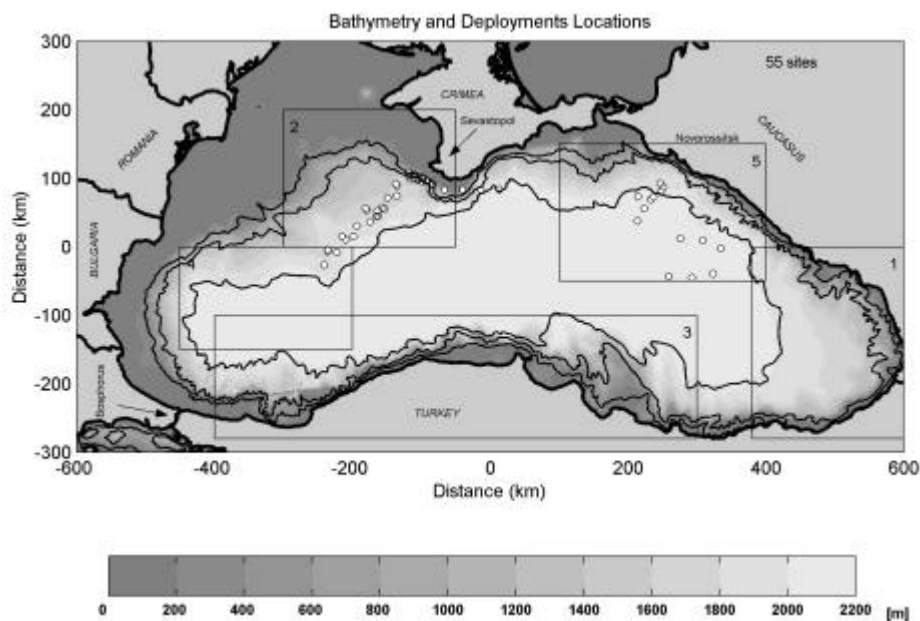 Bathymetry and Deployments Locations
300
200
100
0
-100
-200
-300
Distance (km)
55 sites
CRIMEA
2
Sevastopol
Novorossitsk
CAUCASUS
5
ROMANIA
BULGARIA
1
3
Bosphorus
TURKEY
-600
-400
-200
0
200
400
600
Distance (km)
0
200
400
600
800
1000
1200
1400
1600
1800
2000
2200
[m]